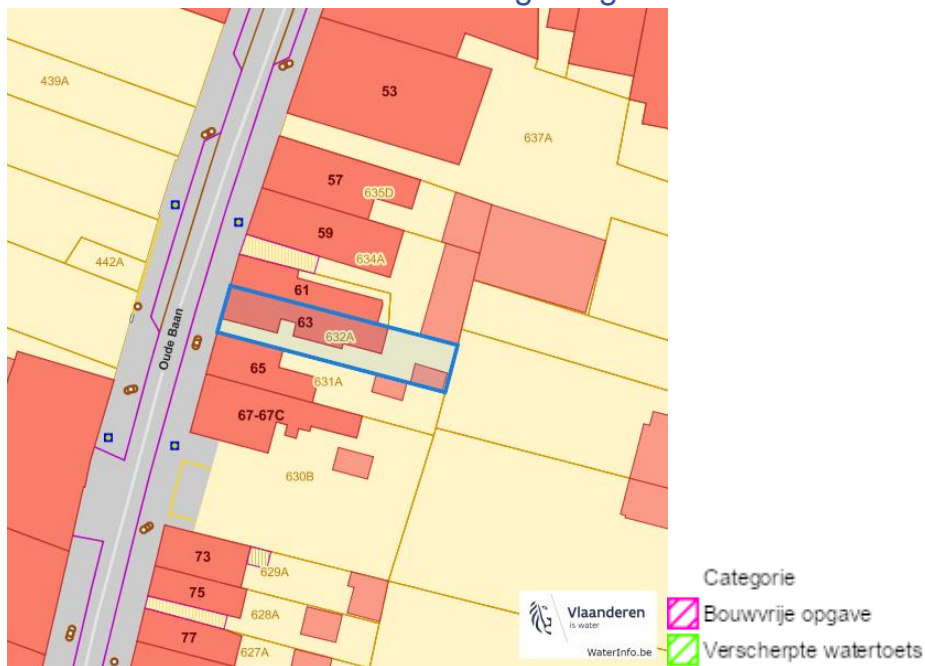 439A
53
637A
57
635D
59
634A
442A
61
63
632A
Oude Baan
65
631A
67-67C
630B
73
629A
75
628A
77
627A
Vlaanderen
is water
WaterInfo.be
Categorie
Bouwvrije opgave
Verscherpte watertoets